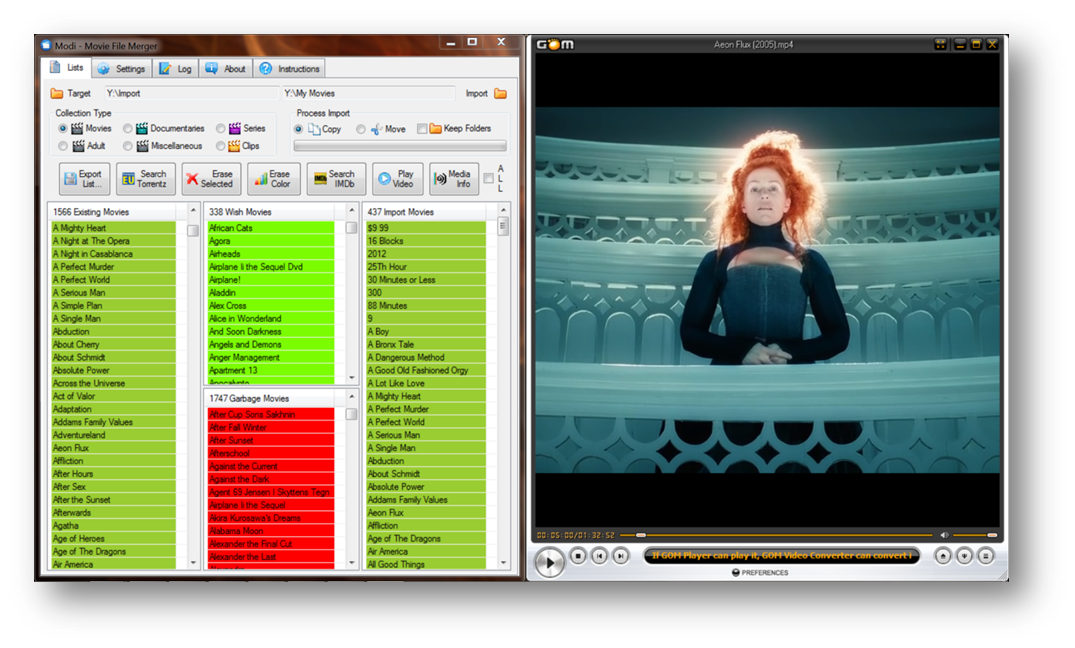 Modi - Movie File Merger
Lists Settings Log About Instructions
Target Y:\Import Y:\My Movies Import
Collection Type
Movies Documentaries Series
Adult Miscellaneous Clips
Process Import
Copy Move Keep Folders
Export List...
Search Torrentz
Erase Selected
Erase Color
Search IMDb
Play Video
Media Info
ALL
1566 Existing Movies
A Mighty Heart
A Night at The Opera
A Night in Casablanca
A Perfect Murder
A Perfect World
A Serious Man
A Simple Plan
A Single Man
Abduction
About Cherry
About Schmidt
Absolute Power
Across the Universe
Act of Valor
Adaptation
Addams Family Values
Adventureland
Aeon Flux
Affliction
After Hours
After Sex
After the Sunset
Afterwards
Agatha
Age of Heroes
Age of The Dragons
Air America
338 Wish Movies
African Cats
Agora
Airheads
Airplane Ii the Sequel Dvd
Airplane!
Aladdin
Alex Cross
Alice in Wonderland
And Soon Darkness
Angels and Demons
Anger Management
Apartment 13
Apocalypto
1747 Garbage Movies
After Cup Sons Sakhnin
After Fall Winter
After Sunset
Afterschool
Against the Current
Against the Dark
Agent 69 Jensen I Skyttens Tegn
Airplane Ii the Sequel
Akira Kurosawa's Dreams
Alabama Moon
Alexander the Final Cut
Alexander the Last
437 Import Movies
$9 99
16 Blocks
2012
25Th Hour
30 Minutes or Less
300
88 Minutes
9
A Boy
A Bronx Tale
A Dangerous Method
A Good Old Fashioned Orgy
A Lot Like Love
A Mighty Heart
A Perfect Murder
A Perfect World
A Serious Man
A Single Man
Abduction
About Schmidt
Absolute Power
Addams Family Values
Aeon Flux
Affliction
Age of The Dragons
Air America
All Good Things
GOM
Aeon Flux (2005).mp4
00:05:00/01:32:52
If GOM Player can play it, GOM Video Converter can convert i
PREFERENCES